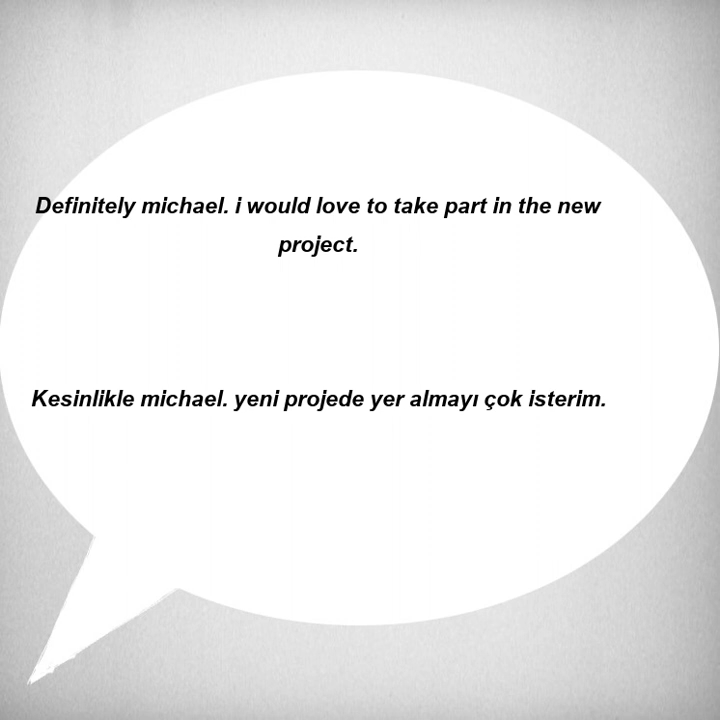 Definitely michael. i would love to take part in the new
project.
Kesinlikle michael. yeni projede yer almayı çok isterim.